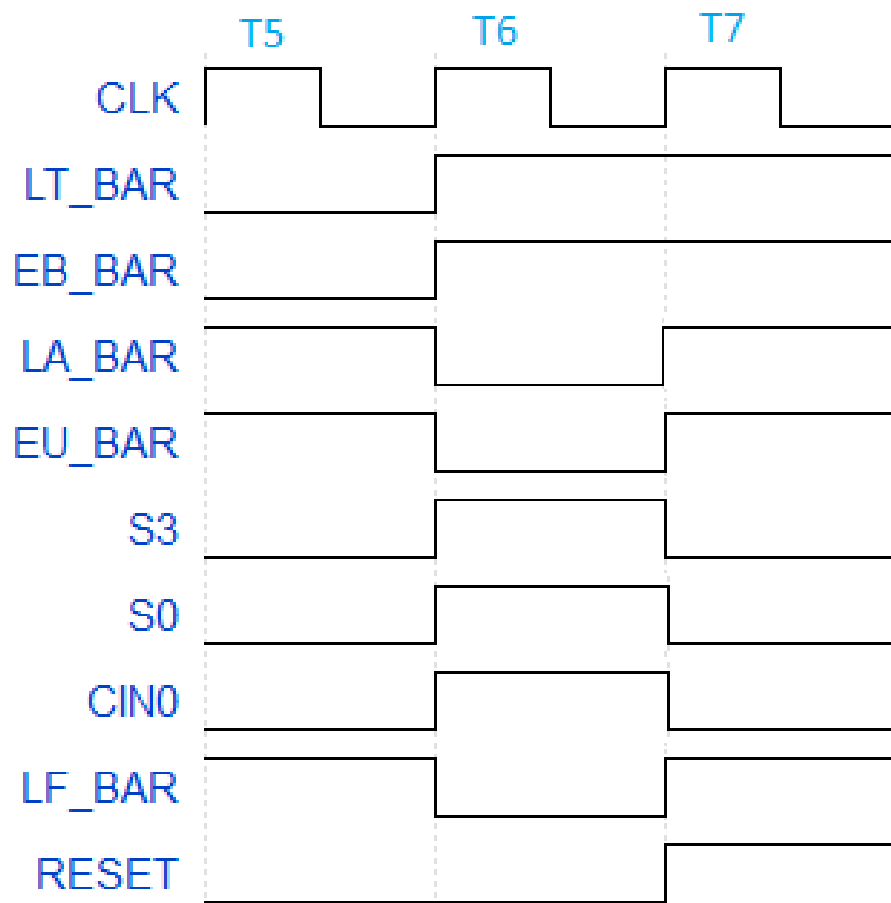 T5 T6 T7
CLK
LT_BAR
EB_BAR
LA_BAR
EU_BAR
S3
S0
CIN0
LF_BAR
RESET